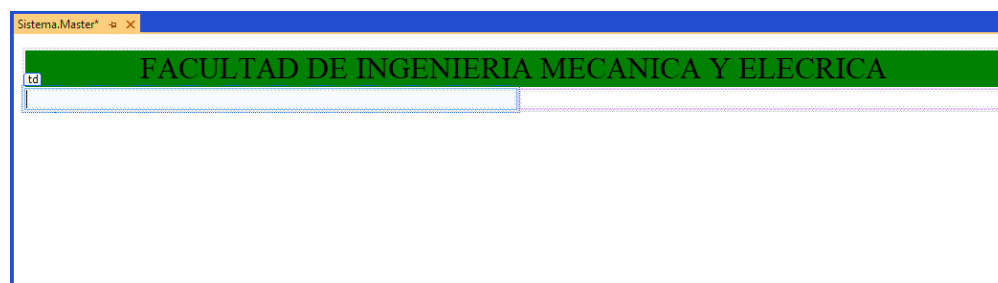 Sistema.Master*
FACULTAD DE INGENIERIA MECANICA Y ELECRICA
td